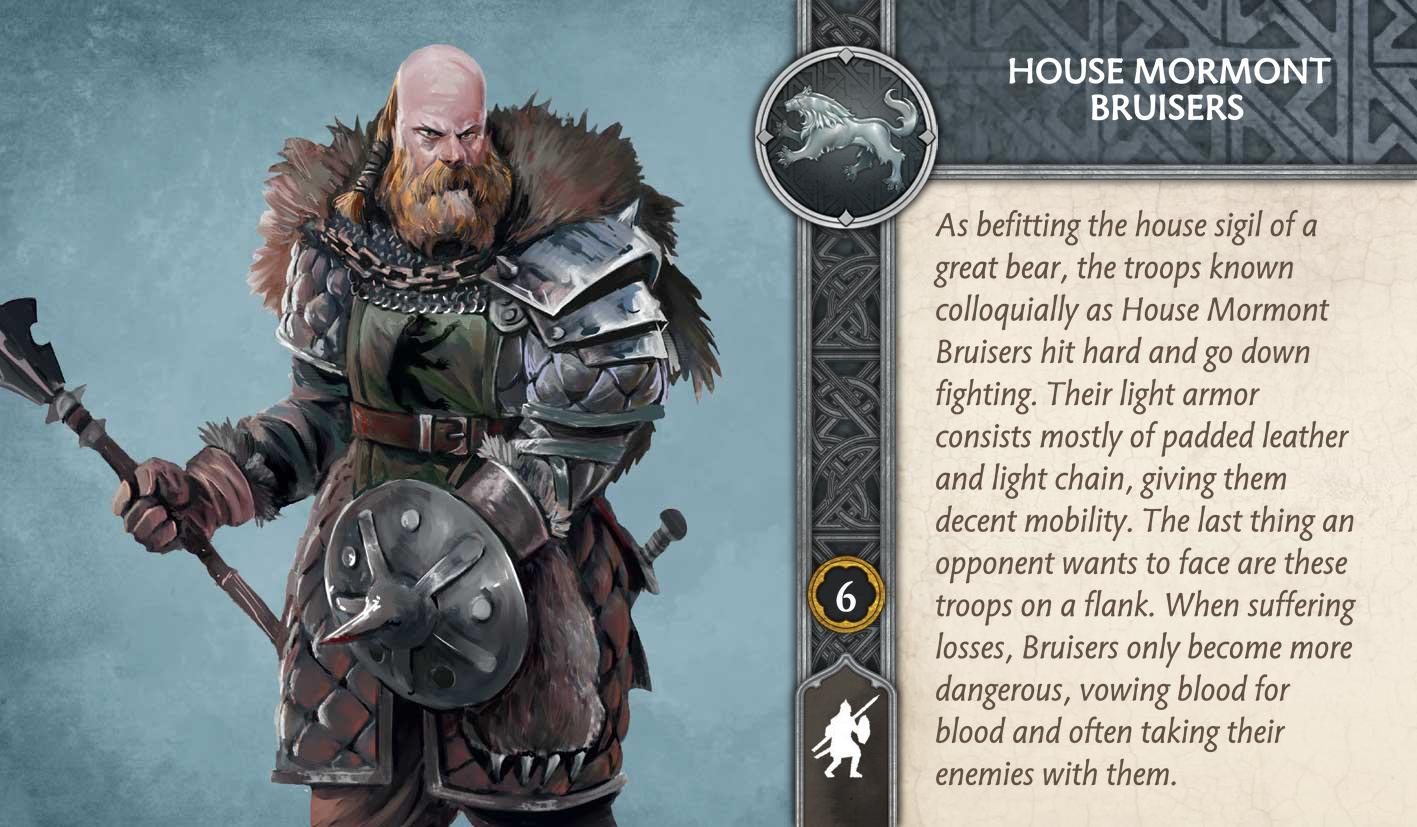 HOUSE MORMONT
BRUISERS
As befitting the house sigil of a
great bear, the troops known
colloquially as House Mormont
Bruisers hit hard and go down
fighting. Their light armor
consists mostly of padded leather
and light chain, giving them
decent mobility. The last thing an
opponent wants to face are these
troops on a flank. When suffering
losses, Bruisers only become more
dangerous, vowing blood for
blood and often taking their
enemies with them.
6